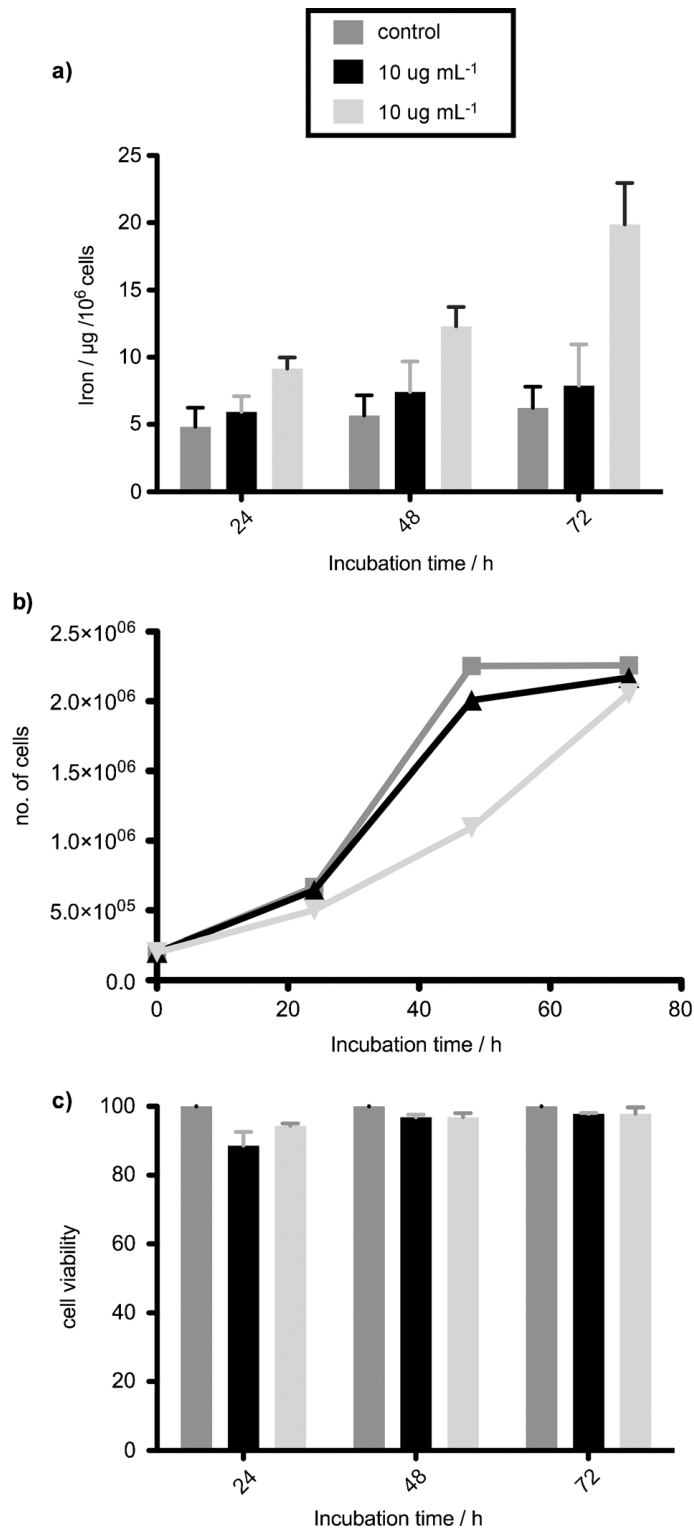 control
a)
10 ug mL⁻¹
10 ug mL⁻¹
25
20
15
10
5
0
Iron / µg /10⁶ cells
24 48 72
Incubation time / h
b)
2.5×10⁰⁶
2.0×10⁰⁶
1.5×10⁰⁶
1.0×10⁰⁶
5.0×10⁰⁵
0.0
no. of cells
0 20 40 60 80
Incubation time / h
c)
100
80
60
40
20
0
cell viability
24 48 72
Incubation time / h